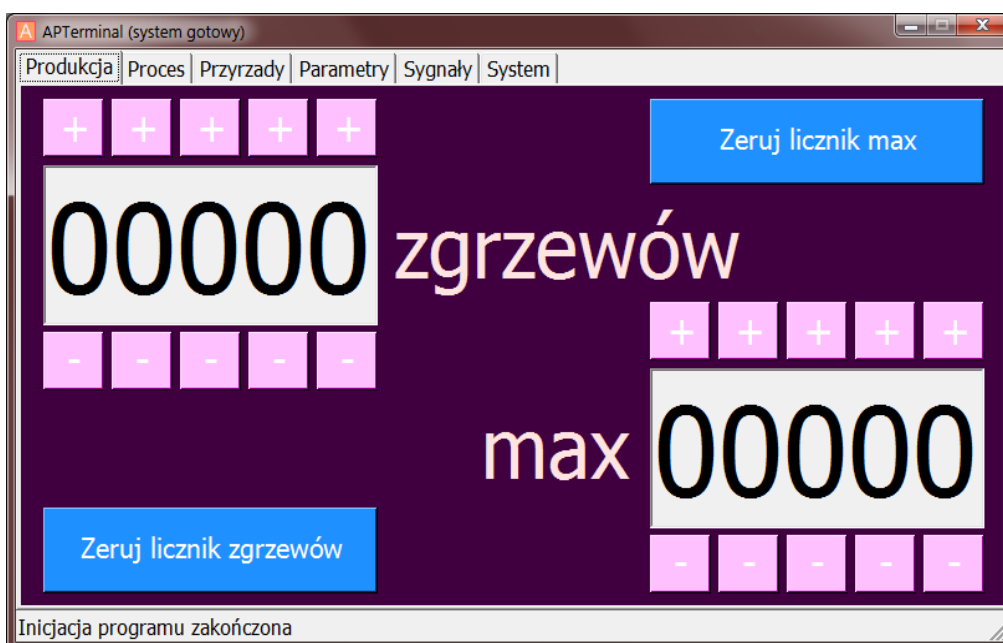 A APTerminal (system gotowy)
Produkcja Proces Przyrzady Parametry Sygnały System
+ + + + +
Zeruj licznik max
00000 zgrzewów
- - - - -
+ + + + +
max 00000
Zeruj licznik zgrzewów
- - - - -
Inicjacja programu zakończona